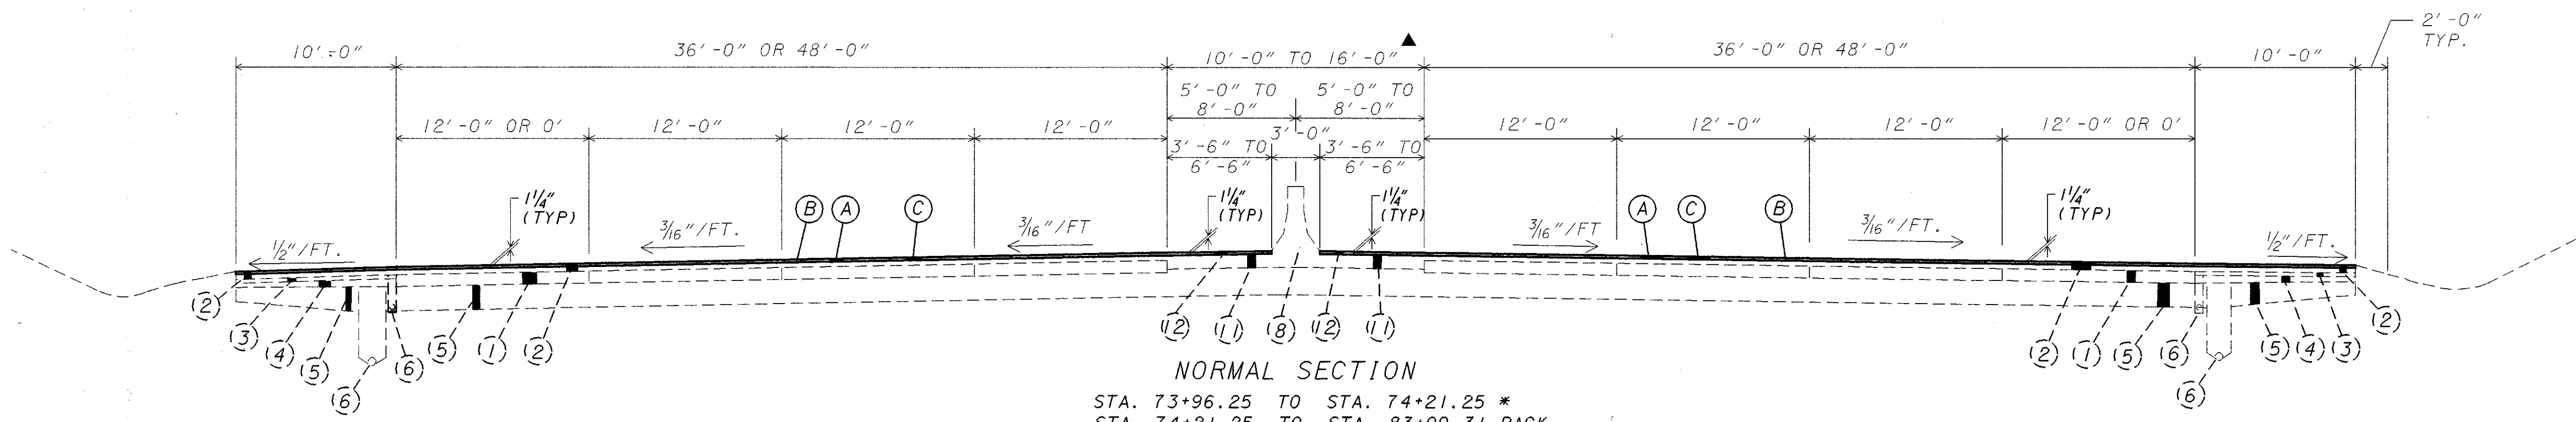 2'-0"
TYP.
10'-0" 36'-0" OR 48'-0" 10'-0" TO 16'-0" 36'-0" OR 48'-0" 10'-0"
5'-0" TO 5'-0" TO
8'-0" 8'-0"
12'-0" OR 0' 12'-0" 12'-0" 12'-0" 3'-0" 12'-0" 12'-0" 12'-0" 12'-0" OR 0'
3'-6" TO 3'-6" TO
6'-6" 6'-6"
1¼" 1¼" 1¼" 1¼"
(TYP) (TYP) (TYP) (TYP)
B A C A C B
½"/FT. 3/16"/FT. 3/16"/FT 3/16"/FT 3/16"/FT. ½"/FT.
2 3 4 5 6 6 5 1 2 12 11 8 12 11 2 1 5 6 6 5 4 3 2
NORMAL SECTION
STA. 73+96.25 TO STA. 74+21.25 *